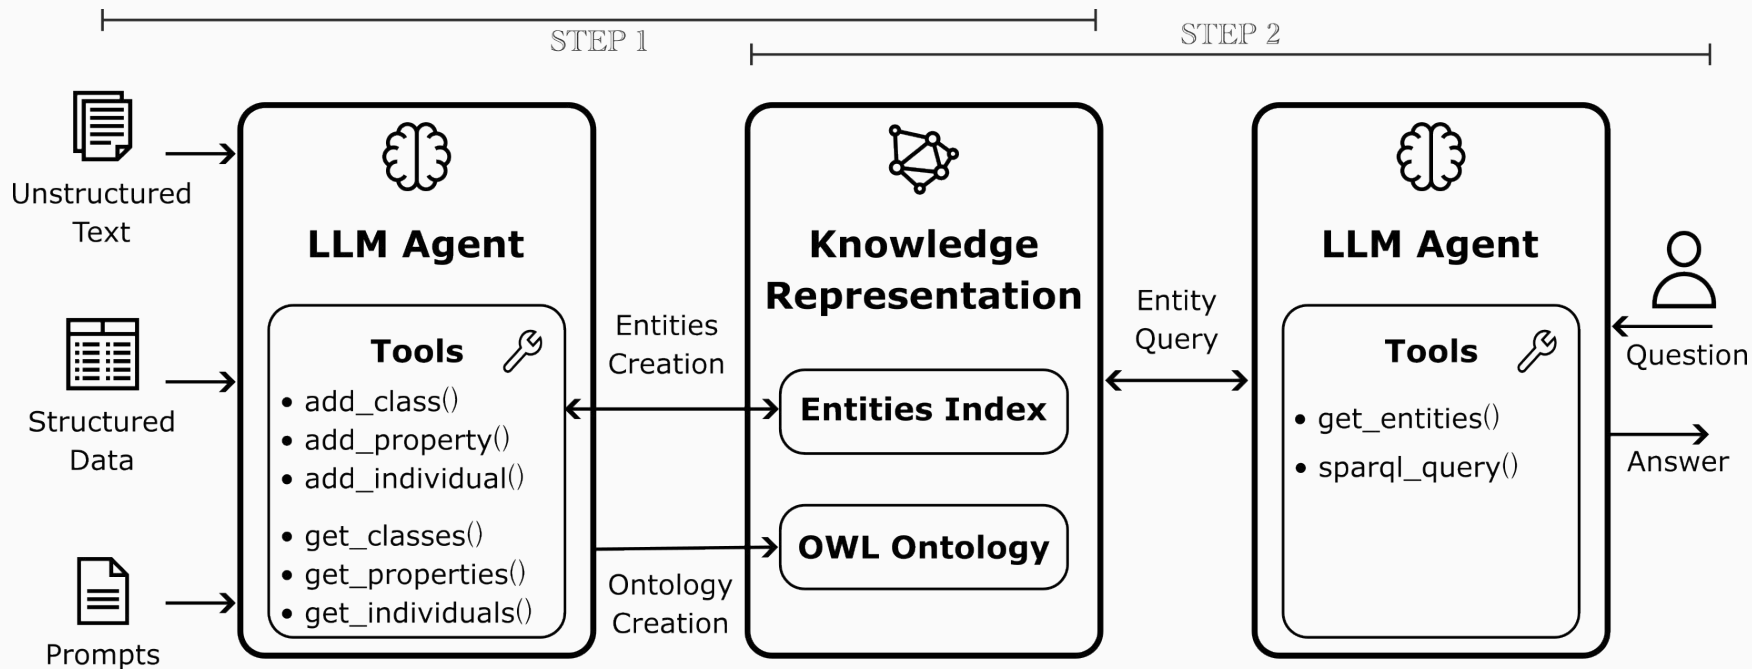 STEP 1
STEP 2
Unstructured
Text
Structured
Data
Prompts
LLM Agent
Tools
• add_class()
• add_property()
• add_individual()
• get_classes()
• get_properties()
• get_individuals()
Entities
Creation
Ontology
Creation
Knowledge
Representation
Entities Index
OWL Ontology
Entity
Query
LLM Agent
Tools
• get_entities()
• sparql_query()
Question
Answer